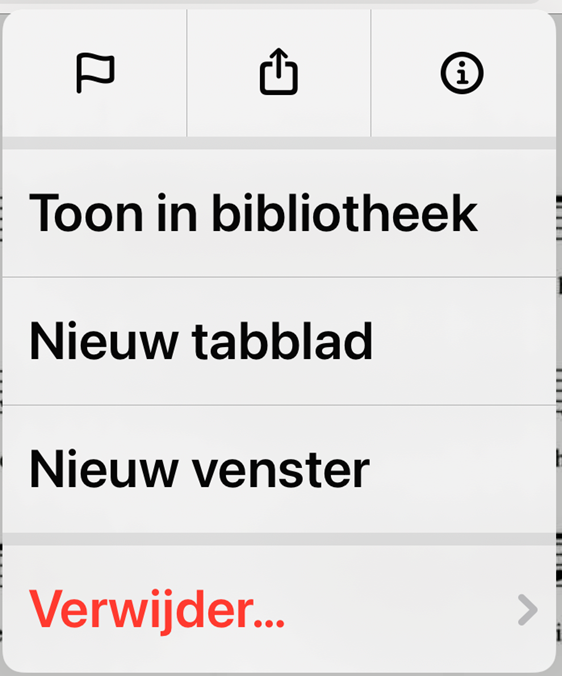 Toon in bibliotheek
Nieuw tabblad
Nieuw venster
Verwijder...